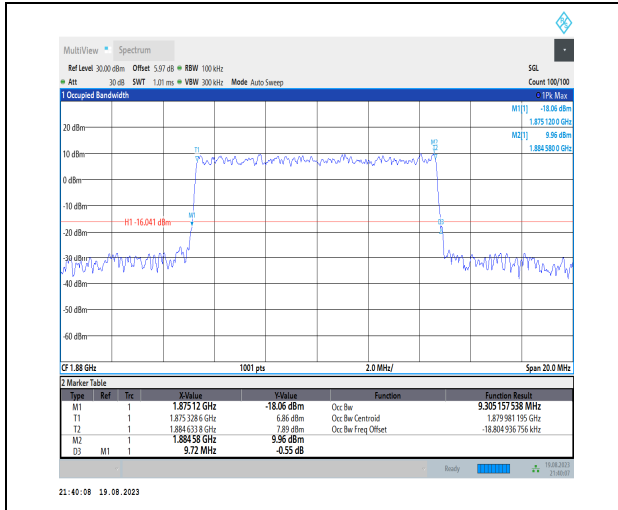 MultiView Spectrum
Ref Level 30.00 dBm Offset 5.97 dB RBW 100 kHz SGL
Att 30 dB SWT 1.01 ms VBW 300 kHz Mode Auto Sweep Count 100/100
1 Occupied Bandwidth 1Pk Max
M1[1] -18.06 dBm
1.875 120 0 GHz
M2[1] 9.96 dBm
1.884 580 0 GHz
20 dBm
T1
10 dBm
0 dBm
-10 dBm
M1
H1 -16.041 dBm
-20 dBm
-30 dBm
-40 dBm
-50 dBm
-60 dBm
CF 1.88 GHz 1001 pts 2.0 MHz/ Span 20.0 MHz
2 Marker Table
Type Ref Trc X-Value Y-Value Function Function Result
M1 1 1.87512 GHz -18.06 dBm Occ Bw 9.305 157 538 MHz
T1 1 1.875 328 6 GHz 6.86 dBm Occ Bw Centroid 1.879 981 195 GHz
T2 1 1.884 633 8 GHz 7.89 dBm Occ Bw Freq Offset -18.804 936 756 kHz
M2 1 1.884 58 GHz 9.96 dBm
D3 M1 1 9.72 MHz -0.55 dB
Ready 19.08.2023
21:40:07
21:40:08 19.08.2023